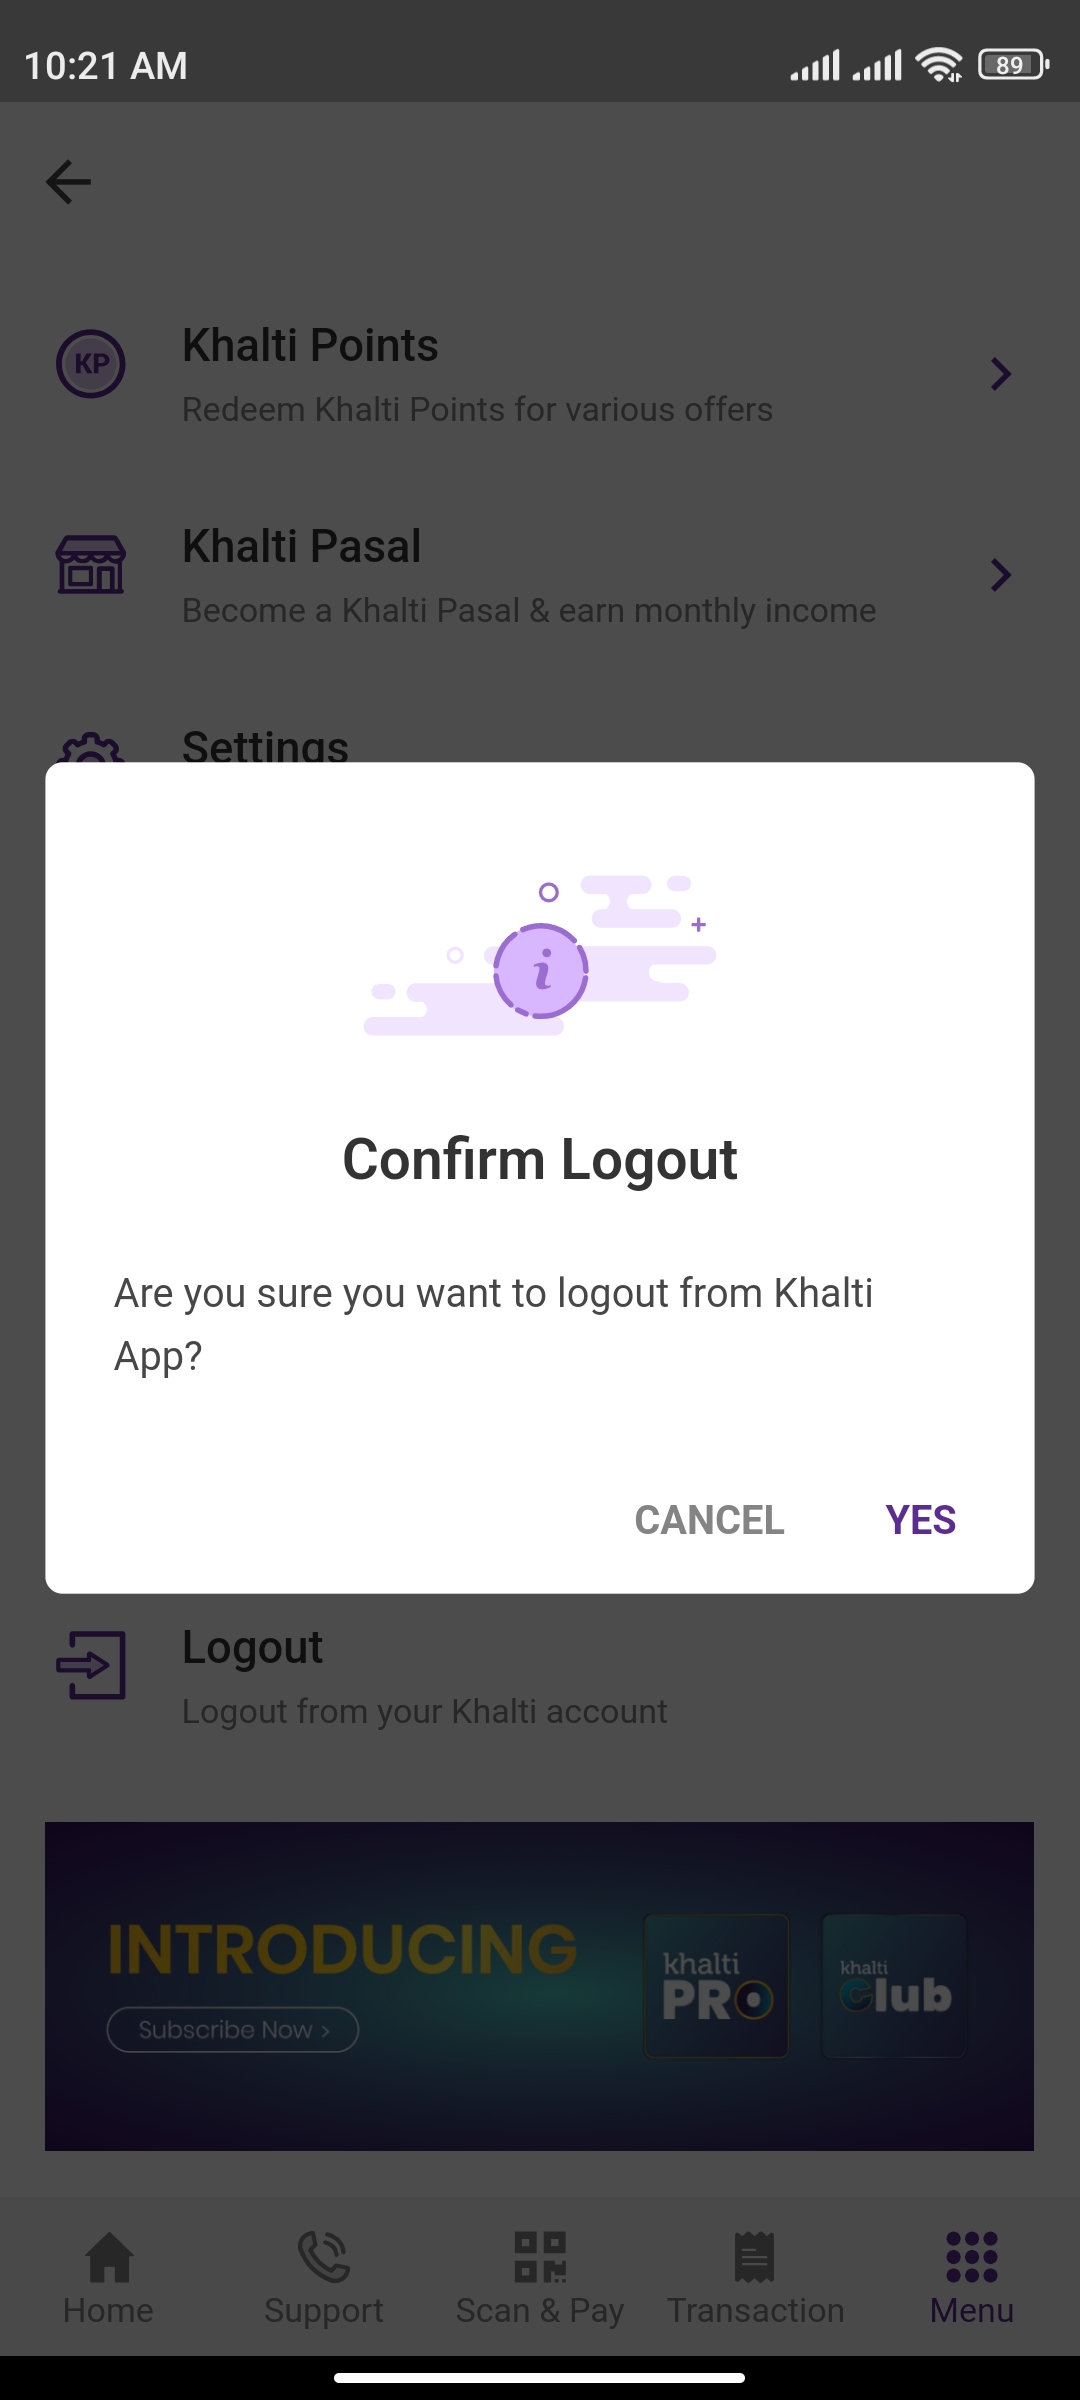 10:21 AM
89
KP
Khalti Points
Redeem Khalti Points for various offers
Khalti Pasal
Become a Khalti Pasal & earn monthly income
Settings
i
Confirm Logout
Are you sure you want to logout from Khalti
App?
CANCEL
YES
Logout
Logout from your Khalti account
INTRODUCING
Subscribe Now >
khalti
PRO
khalti
Club
Home
Support
Scan & Pay
Transaction
Menu